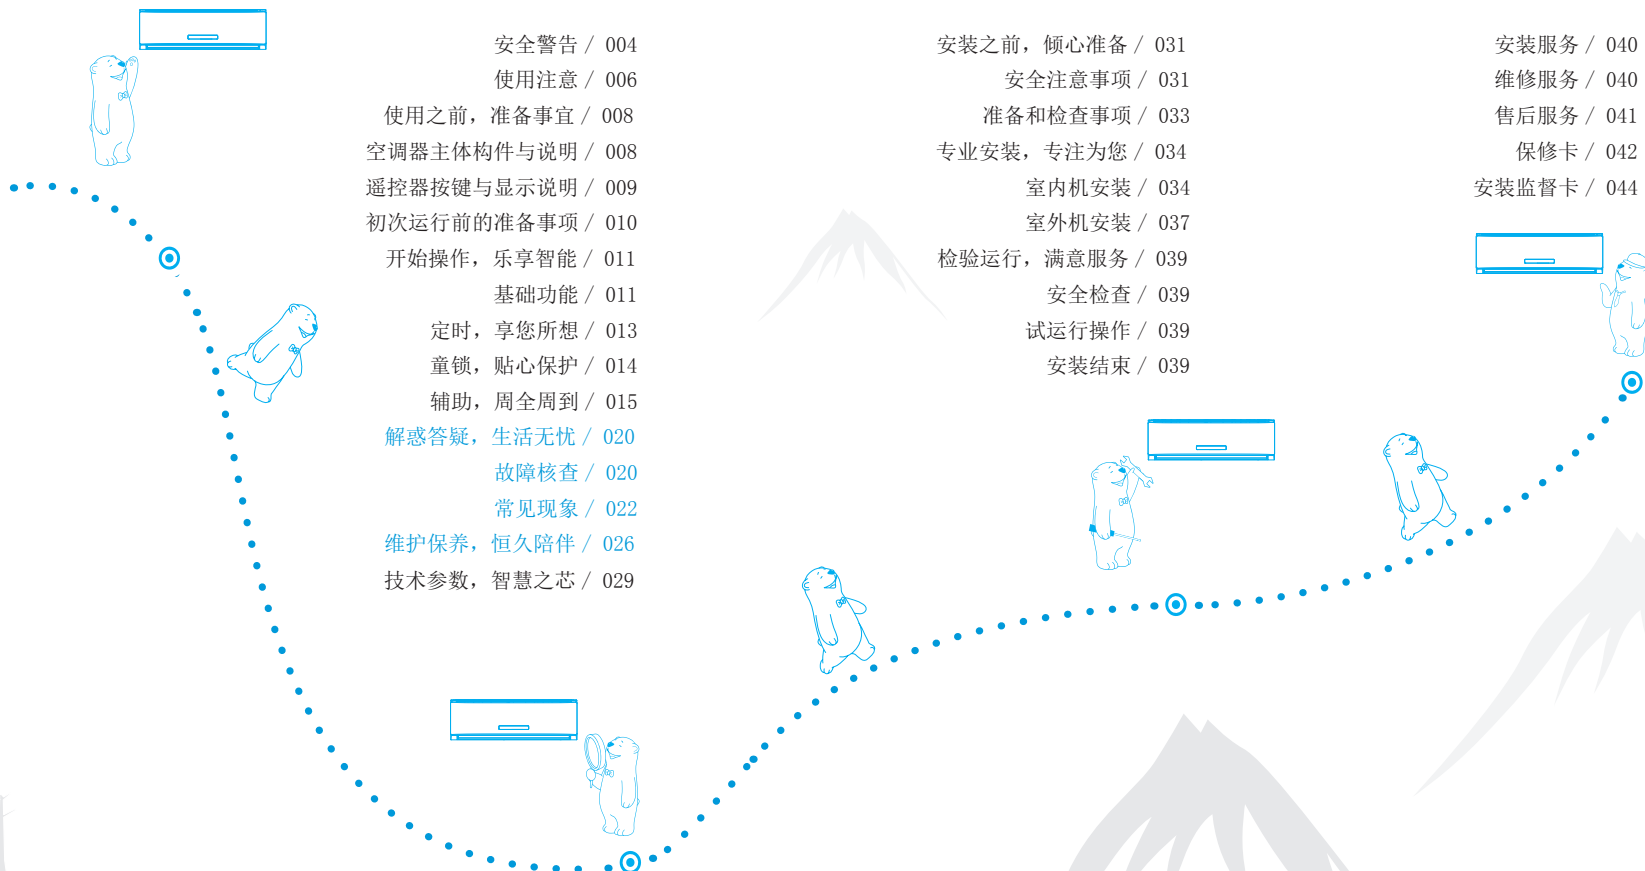 安全警告 / 004
使用注意 / 006
使用之前，准备事宜 / 008
空调器主体构件与说明 / 008
遥控器按键与显示说明 / 009
初次运行前的准备事项 / 010
开始操作，乐享智能 / 011
基础功能 / 011
定时，享您所想 / 013
童锁，贴心保护 / 014
辅助，周全周到 / 015
解惑答疑，生活无忧 / 020
故障核查 / 020
常见现象 / 022
维护保养，恒久陪伴 / 026
技术参数，智慧之芯 / 029
安装之前，倾心准备 / 031
安全注意事项 / 031
准备和检查事项 / 033
专业安装，专注为您 / 034
室内机安装 / 034
室外机安装 / 037
检验运行，满意服务 / 039
安全检查 / 039
试运行操作 / 039
安装结束 / 039
安装服务 / 040
维修服务 / 040
售后服务 / 041
保修卡 / 042
安装监督卡 / 044